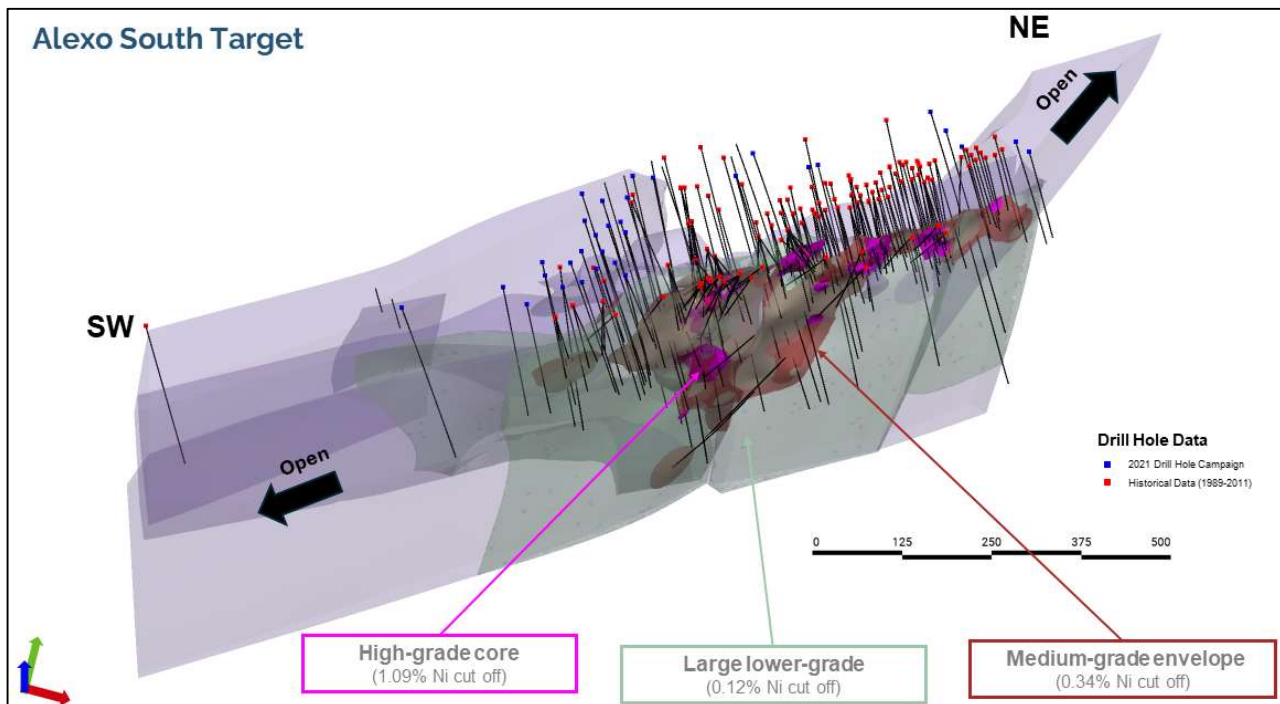 Alexo South Target
NE
Open
SW
Open
Drill Hole Data
2021 Drill Hole Campaign
Historical Data (1989-2011)
0 125 250 375 500
High-grade core
(1.09% Ni cut off)
Large lower-grade
(0.12% Ni cut off)
Medium-grade envelope
(0.34% Ni cut off)